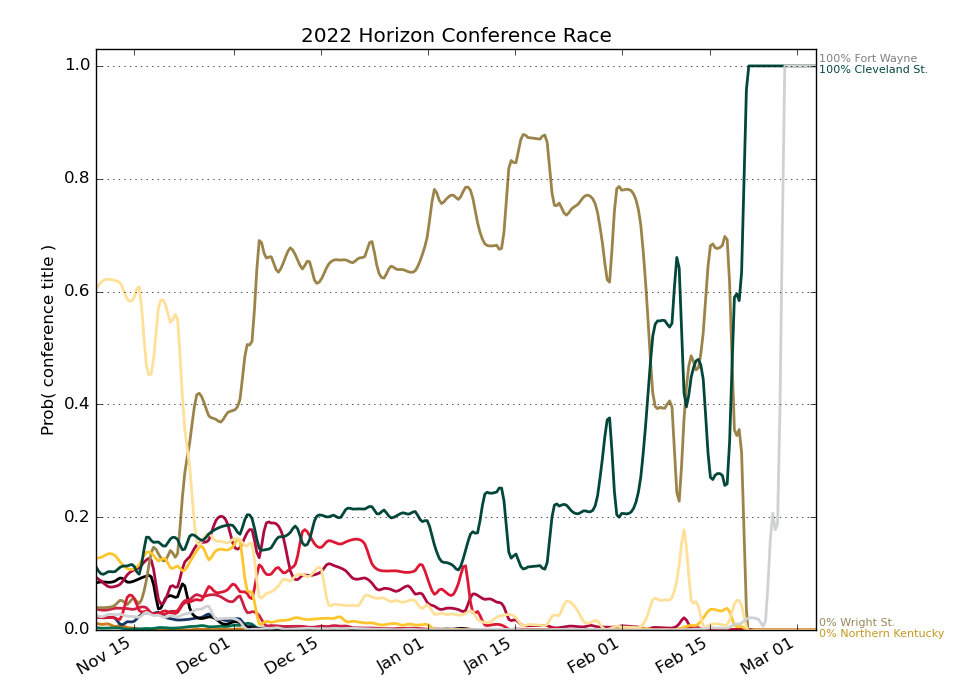 2022 Horizon Conference Race
Prob( conference title )
1.0
0.8
0.6
0.4
0.2
0.0
Nov 15
Dec 01
Dec 15
Jan 01
Jan 15
Feb 01
Feb 15
Mar 01
100% Fort Wayne
100% Cleveland St.
0% Wright St.
0% Northern Kentucky